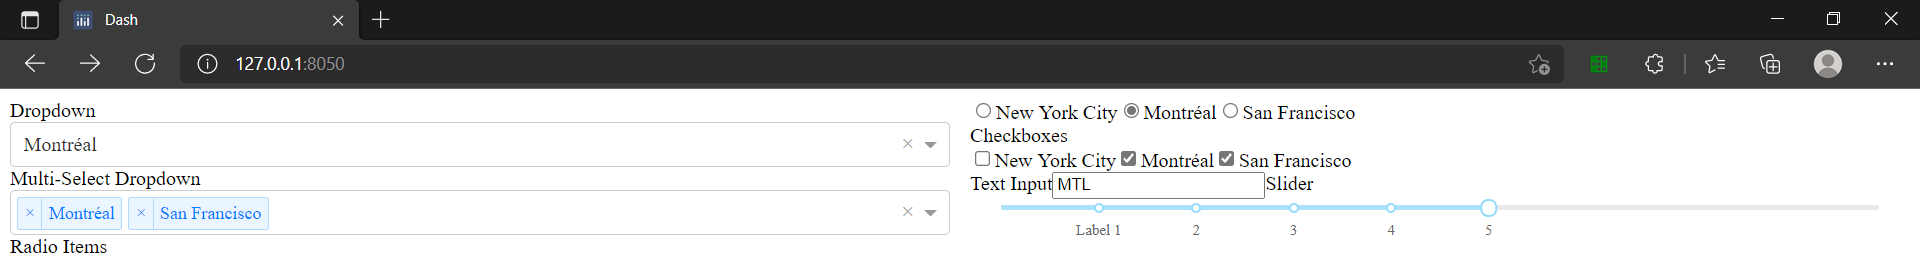 Dash
127.0.0.1:8050
Dropdown
Montréal
Multi-Select Dropdown
× Montréal × San Francisco
Radio Items
New York City Montréal San Francisco
Checkboxes
New York City Montréal San Francisco
Text Input MTL Slider
Label 1 2 3 4 5